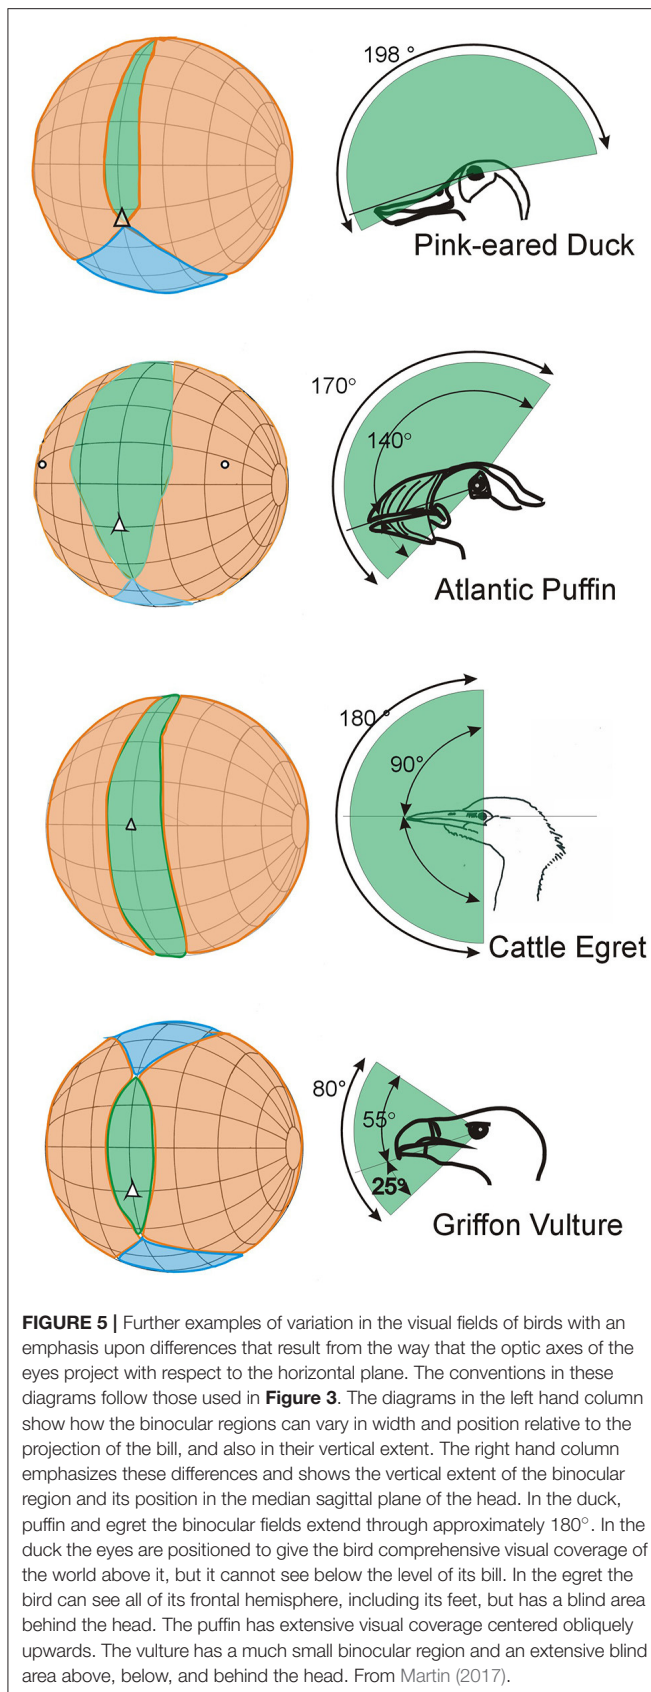 198 °
Pink-eared Duck
170°
140°
Atlantic Puffin
180 °
90°
Cattle Egret
80°
55°
25°
Griffon Vulture
FIGURE 5 | Further examples of variation in the visual fields of birds with an
emphasis upon differences that result from the way that the optic axes of the
eyes project with respect to the horizontal plane. The conventions in these
diagrams follow those used in Figure 3. The diagrams in the left hand column
show how the binocular regions can vary in width and position relative to the
projection of the bill, and also in their vertical extent. The right hand column
emphasizes these differences and shows the vertical extent of the binocular
region and its position in the median sagittal plane of the head. In the duck,
puffin and egret the binocular fields extend through approximately 180°. In the
duck the eyes are positioned to give the bird comprehensive visual coverage of
the world above it, but it cannot see below the level of its bill. In the egret the
bird can see all of its frontal hemisphere, including its feet, but has a blind area
behind the head. The puffin has extensive visual coverage centered obliquely
upwards. The vulture has a much small binocular region and an extensive blind
area above, below, and behind the head. From Martin (2017).